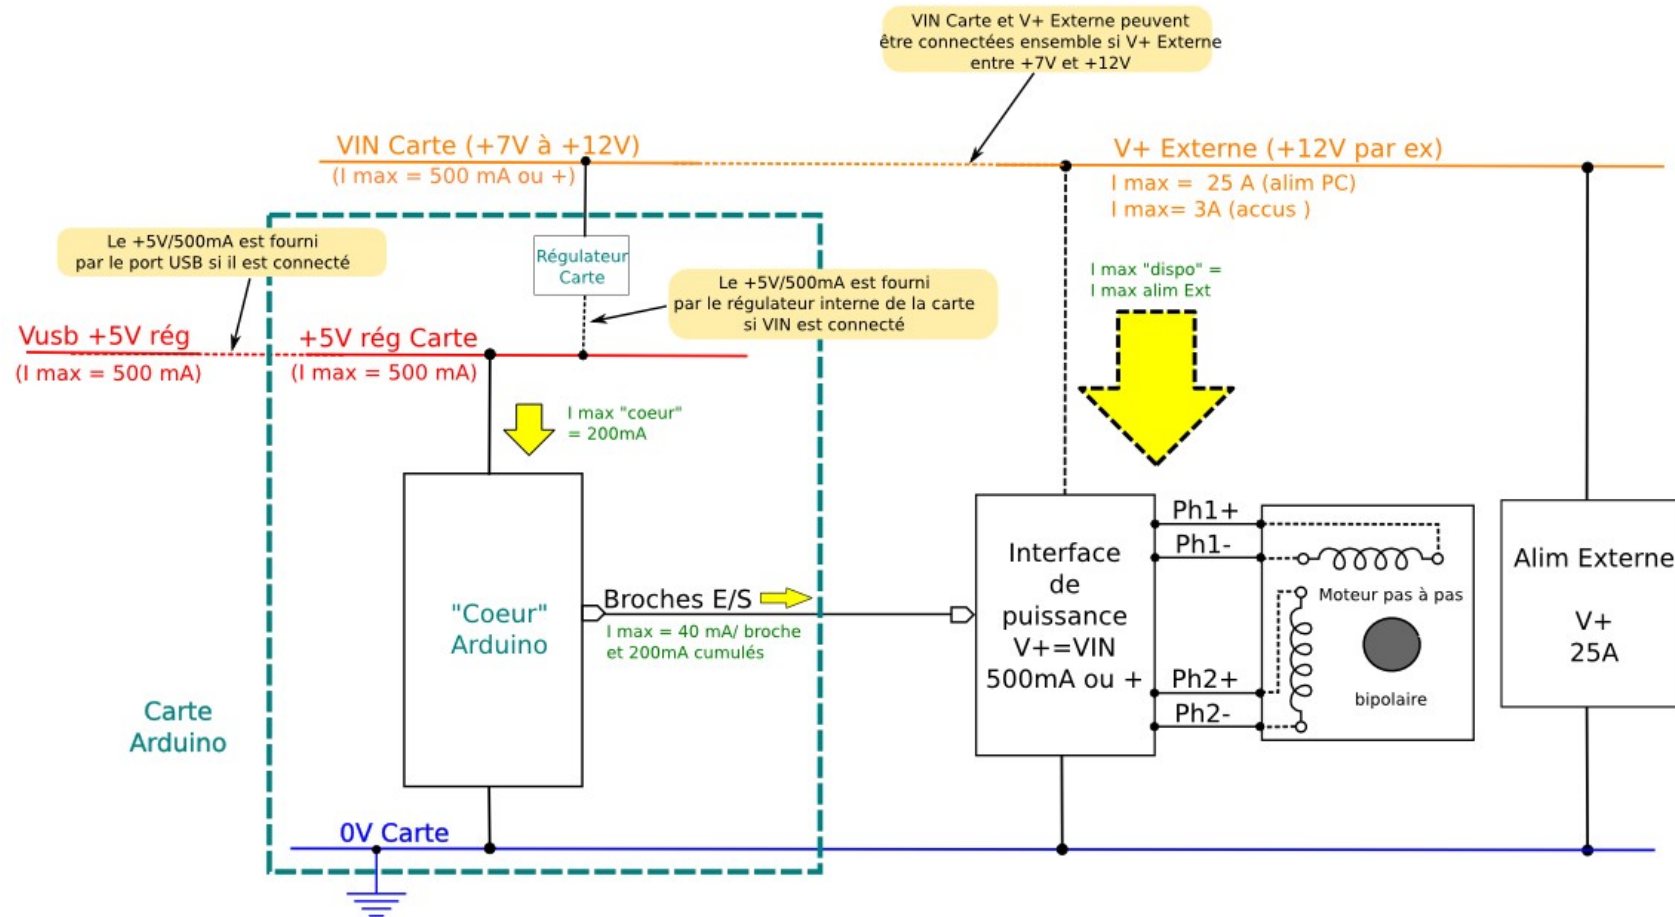 VIN Carte et V+ Externe peuvent
être connectées ensemble si V+ Externe
entre +7V et +12V
VIN Carte (+7V à +12V)
(I max = 500 mA ou +)
V+ Externe (+12V par ex)
I max =  25 A (alim PC)
I max= 3A (accus )
Le +5V/500mA est fourni
par le port USB si il est connecté
Régulateur
Carte
Le +5V/500mA est fourni
par le régulateur interne de la carte
si VIN est connecté
I max "dispo" =
I max alim Ext
Vusb +5V rég
(I max = 500 mA)
+5V rég Carte
(I max = 500 mA)
I max "coeur"
= 200mA
"Coeur"
Arduino
Broches E/S
I max = 40 mA/ broche
et 200mA cumulés
Interface
de
puissance
V+=VIN
500mA ou +
Ph1+
Ph1-
Ph2+
Ph2-
Moteur pas à pas
bipolaire
Alim Externe
V+
25A
Carte
Arduino
0V Carte